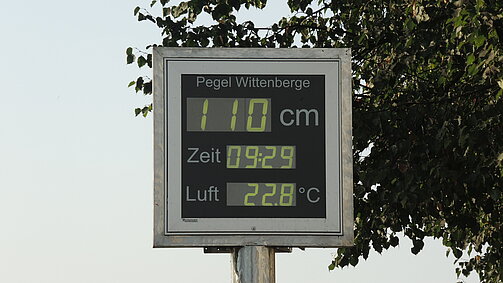 Pegel Wittenberge
110 cm
Zeit 09:29
Luft 22.8 °C